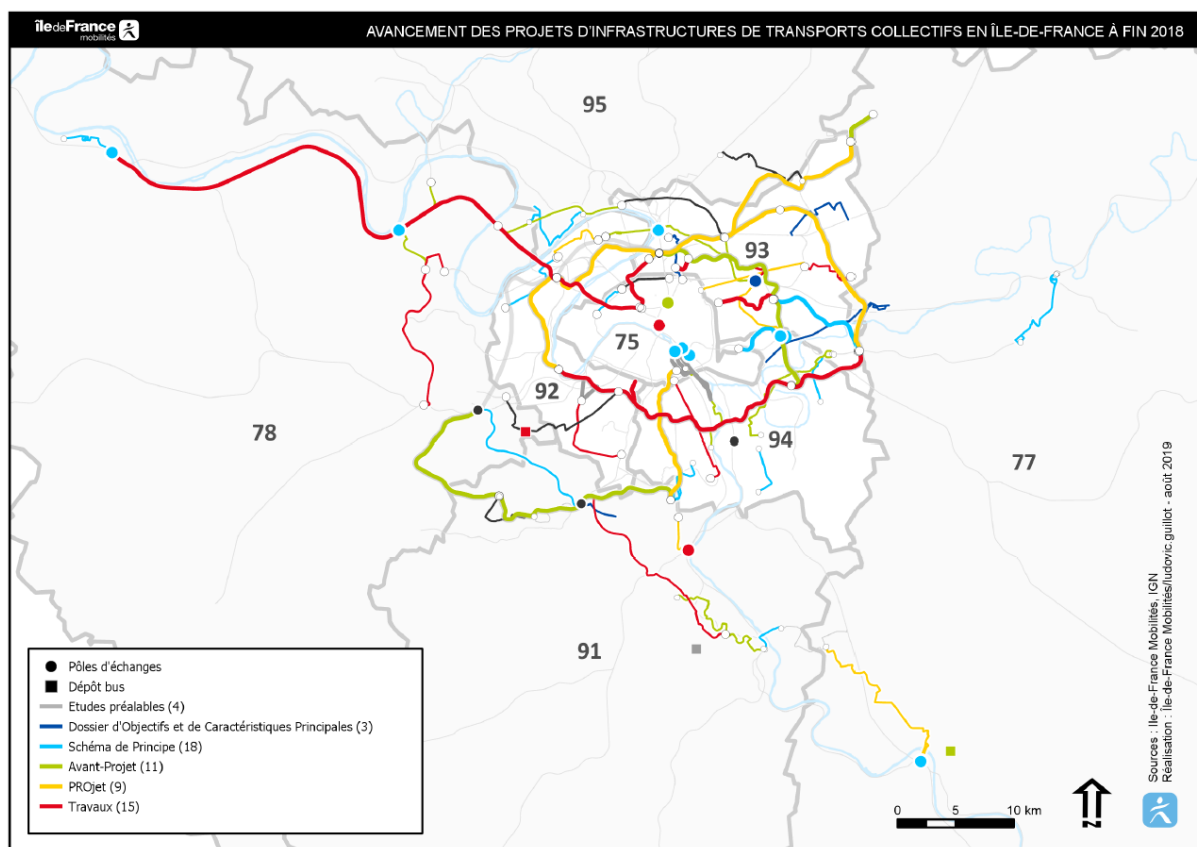 île de France
mobilités
AVANCEMENT DES PROJETS D'INFRASTRUCTURES DE TRANSPORTS COLLECTIFS EN ÎLE-DE-FRANCE À FIN 2018
95
93
75
92
78
94
77
91
Pôles d'échanges
Dépôt bus
Etudes préalables (4)
Dossier d'Objectifs et de Caractéristiques Principales (3)
Schéma de Principe (18)
Avant-Projet (11)
PROjet (9)
Travaux (15)
0 5 10 km
N
Sources : Ile-de-France Mobilités, IGN
Réalisation : Île-de-France Mobilités/ludovic.guillot - août 2019